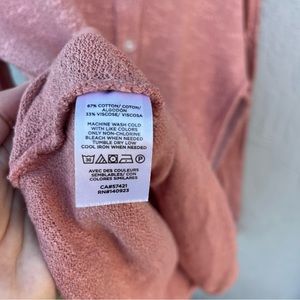 67% COTTON/ COTON/
ALGODÓN
33% VISCOSE/ VISCOSA
MACHINE WASH COLD
WITH LIKE COLORS
ONLY NON-CHLORINE
BLEACH WHEN NEEDED
TUMBLE DRY LOW
COOL IRON WHEN NEEDED
30
P
AVEC DES COULEURS
SEMBLABLES/ CON
COLORES SIMILARES
CA#57421
RN#140923